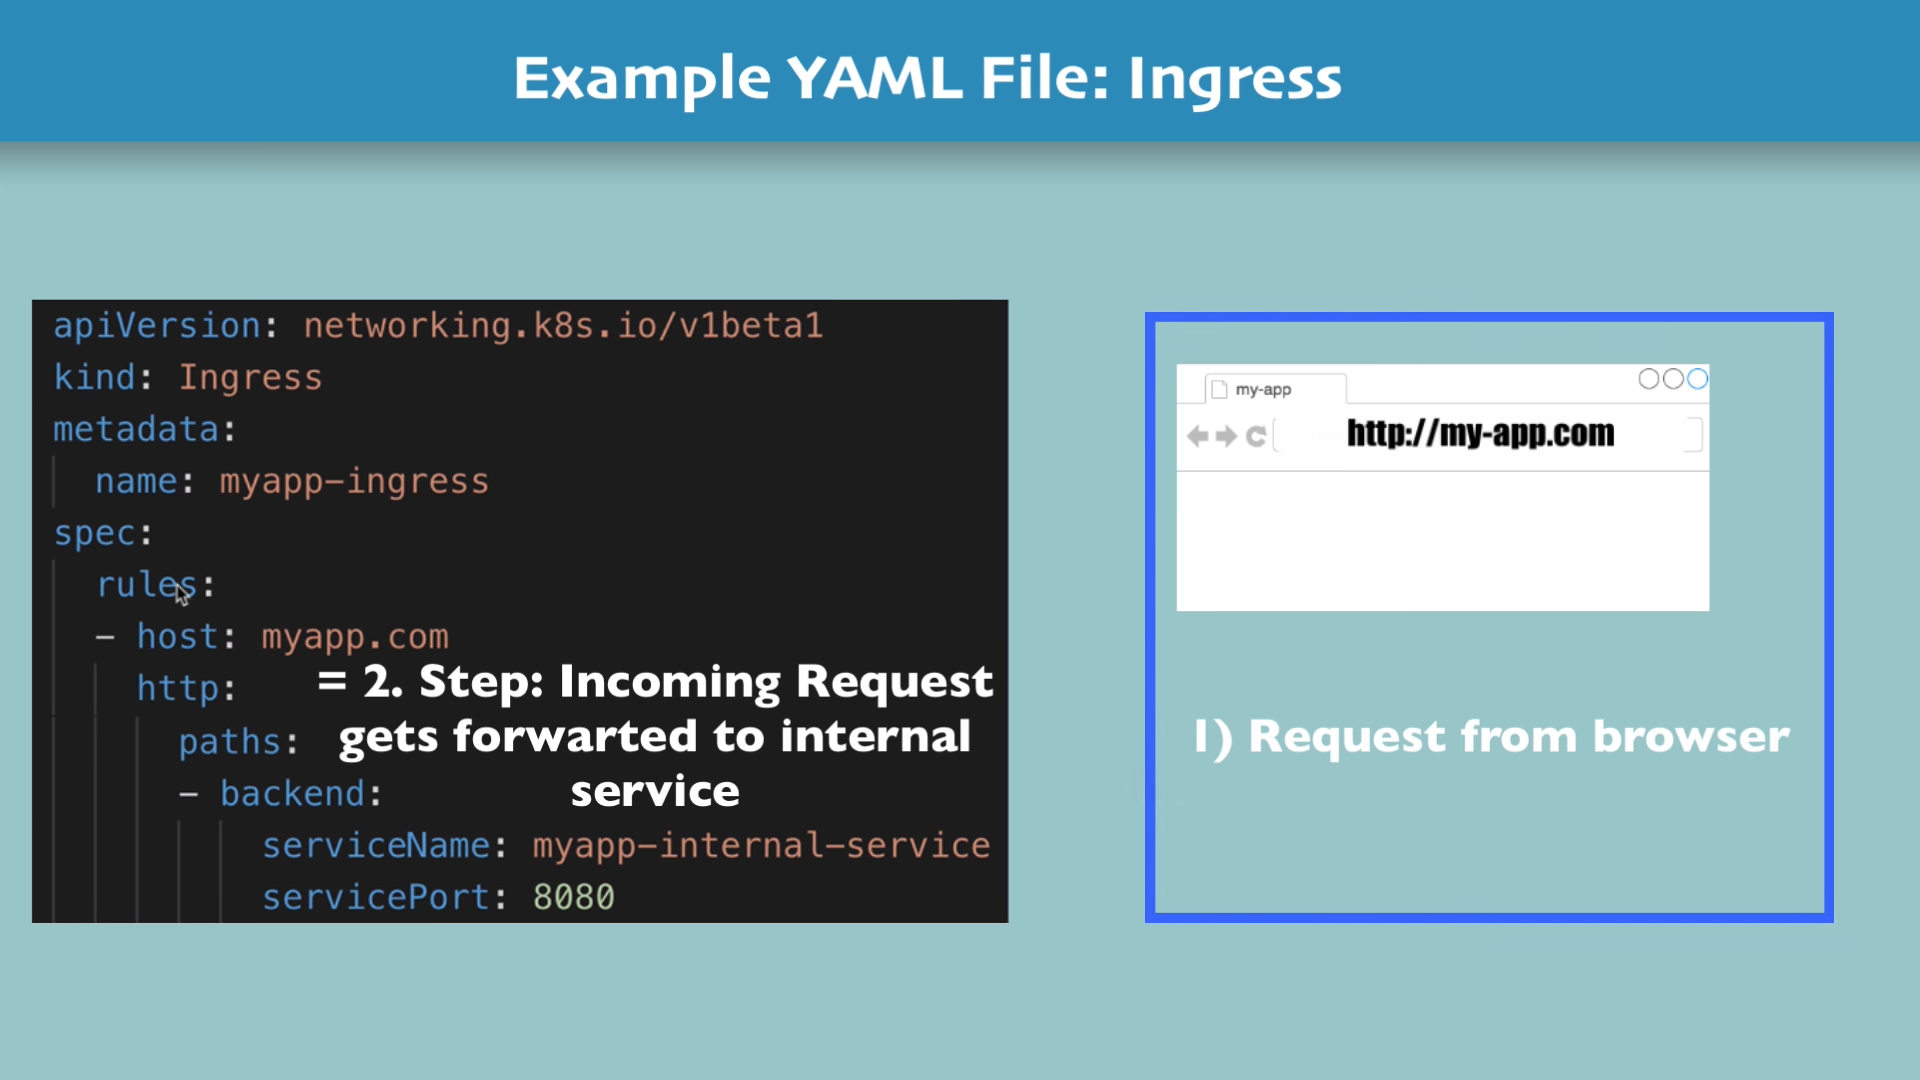 Example YAML File: Ingress
apiVersion: networking.k8s.io/v1beta1
kind: Ingress
metadata:
name: myapp-ingress
spec:
rules:
- host: myapp.com
http:
paths:
- backend:
serviceName: myapp-internal-service
servicePort: 8080
= 2. Step: Incoming Request
gets forwarted to internal
service
my-app
http://my-app.com
1) Request from browser